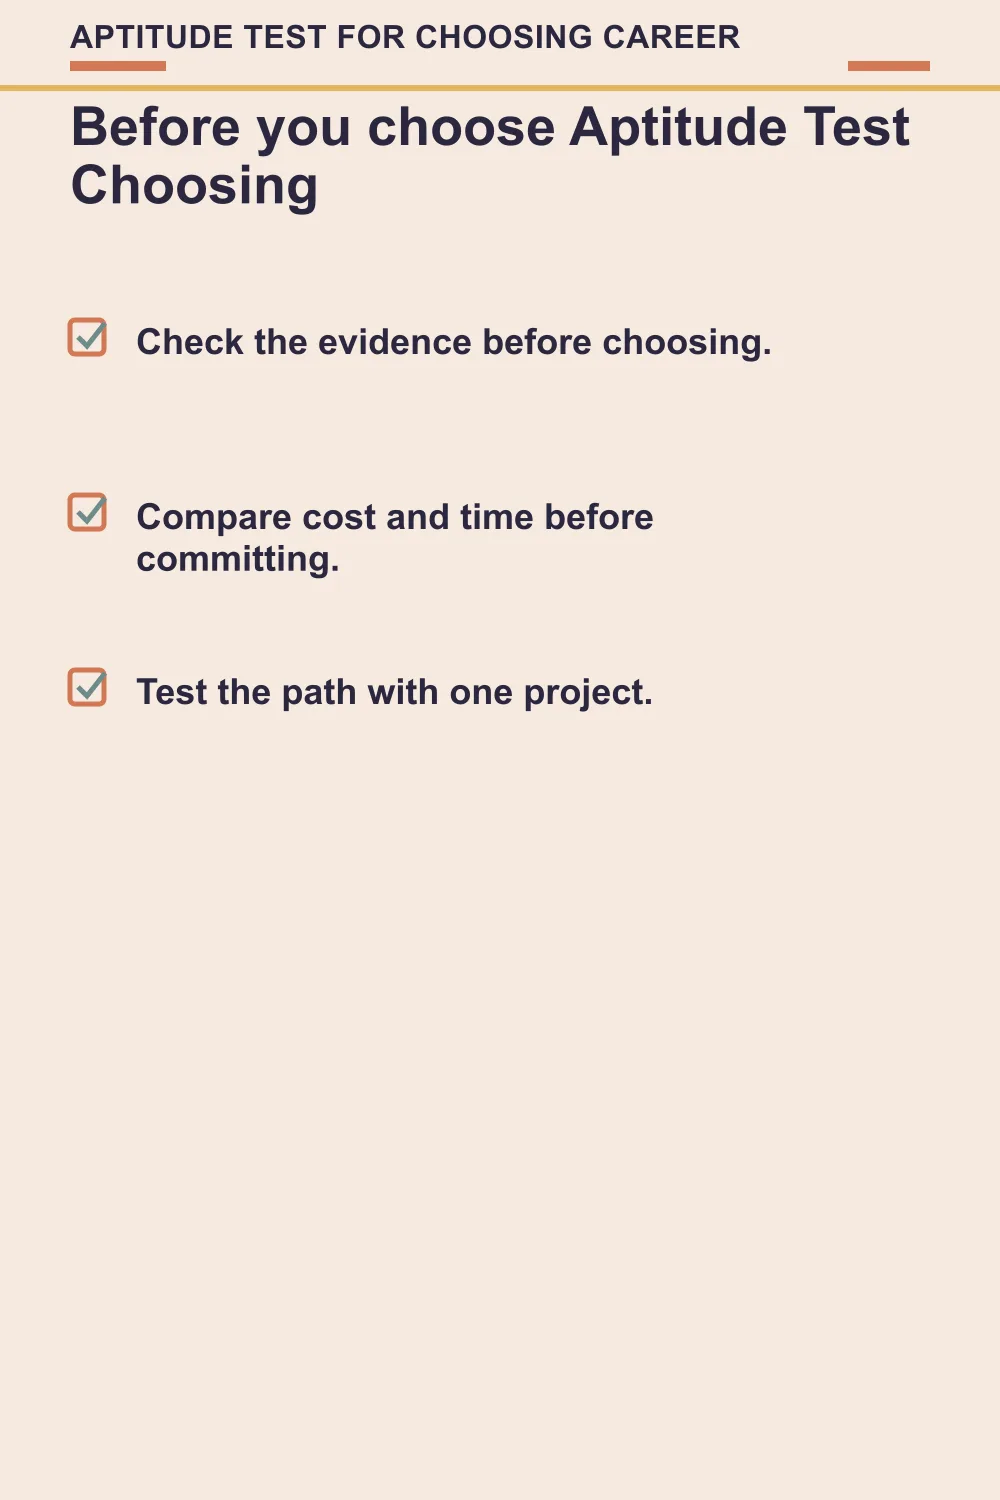 APTITUDE TEST FOR CHOOSING CAREER
Before you choose Aptitude Test
Choosing
Check the evidence before choosing.
Compare cost and time before
committing.
Test the path with one project.